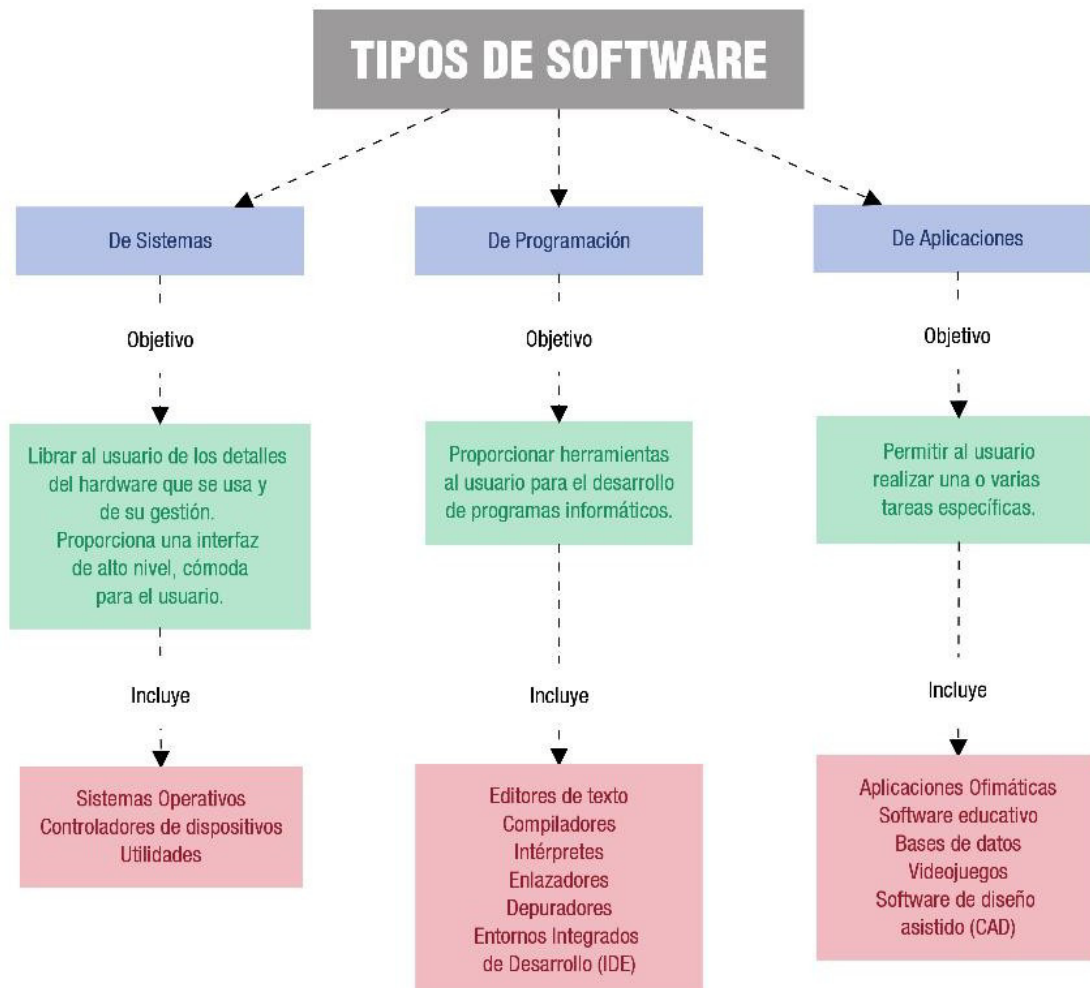 TIPOS DE SOFTWARE
De Sistemas
De Programación
De Aplicaciones
Objetivo
Objetivo
Objetivo
Librar al usuario de los detalles
del hardware que se usa y
de su gestión.
Proporciona una interfaz
de alto nivel, cómoda
para el usuario.
Proporcionar herramientas
al usuario para el desarrollo
de programas informáticos.
Permitir al usuario
realizar una o varias
tareas específicas.
Incluye
Incluye
Incluye
Sistemas Operativos
Controladores de dispositivos
Utilidades
Editores de texto
Compiladores
Intérpretes
Enlazadores
Depuradores
Entornos Integrados
de Desarrollo (IDE)
Aplicaciones Ofimáticas
Software educativo
Bases de datos
Videojuegos
Software de diseño
asistido (CAD)